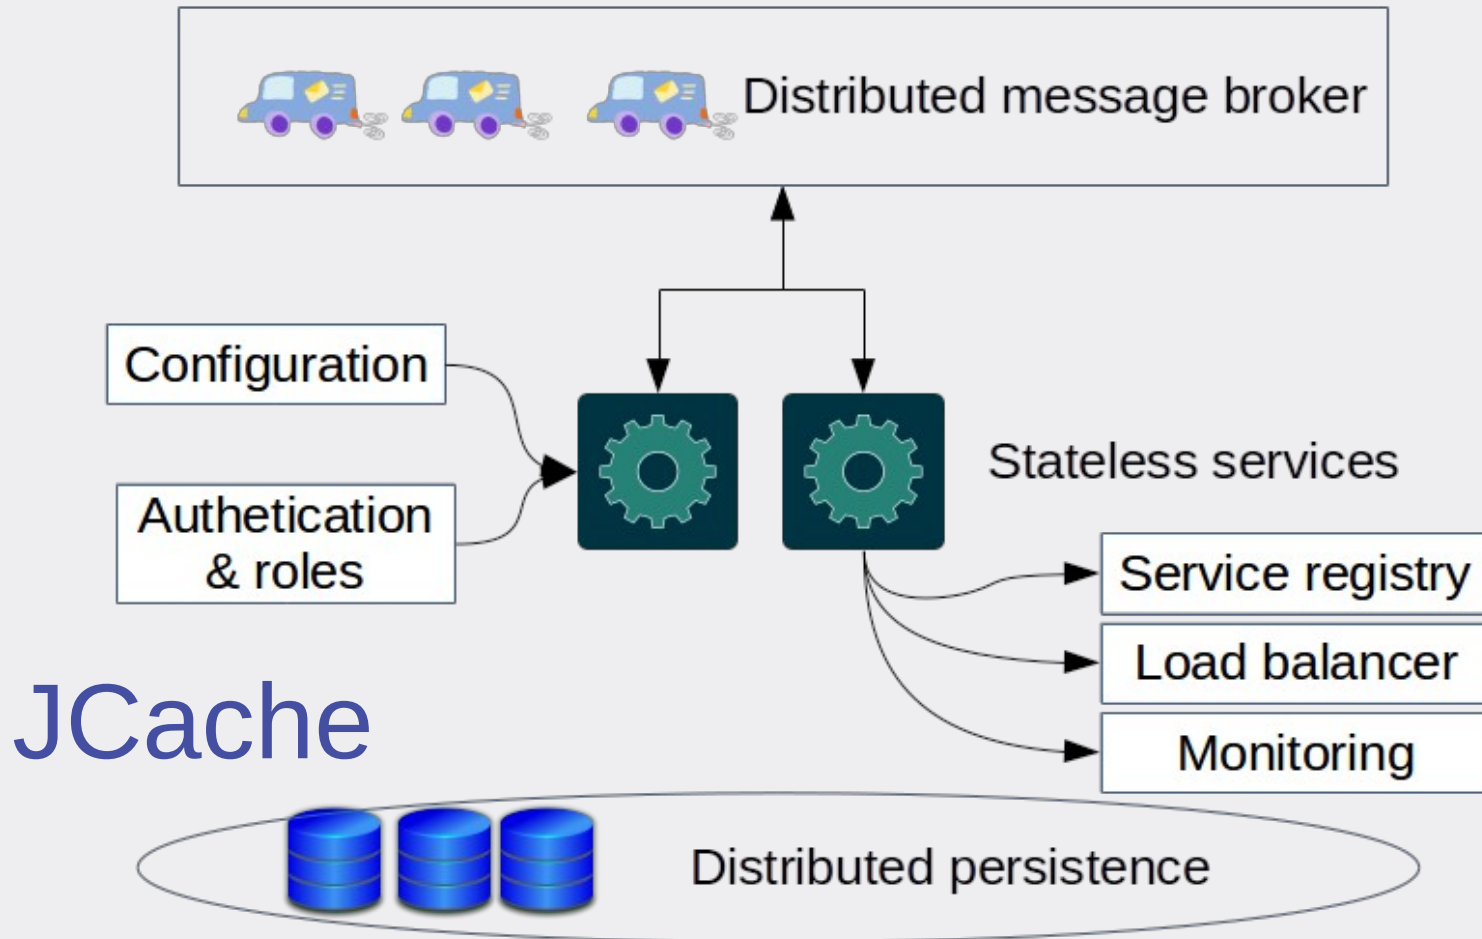 Distributed message broker
Configuration
Authetication
& roles
Stateless services
Service registry
Load balancer
Monitoring
JCache
Distributed persistence